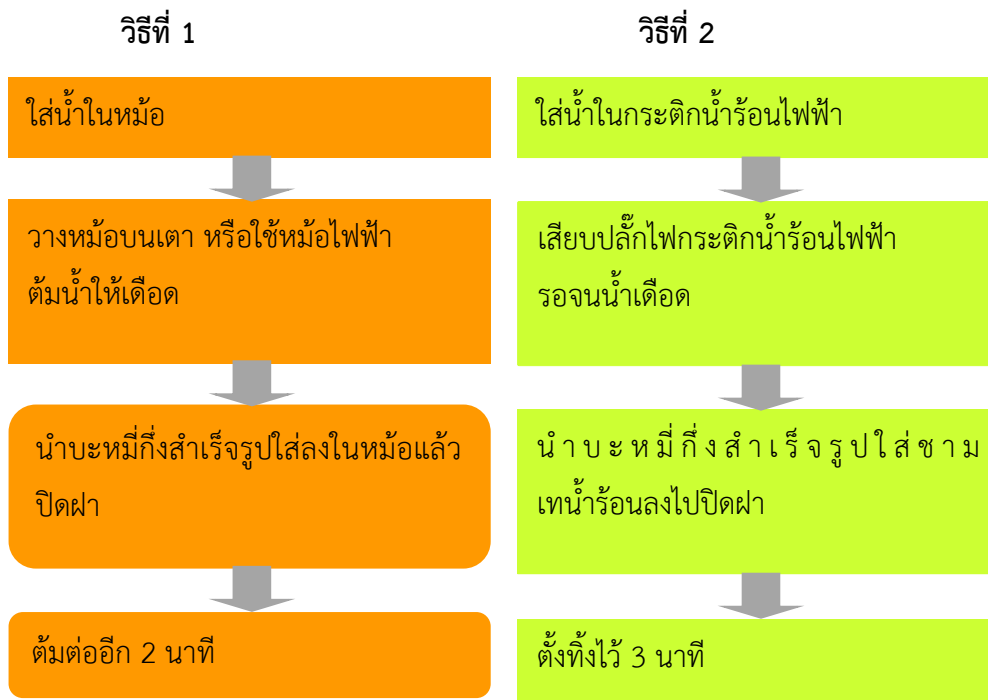 วิธีที่ 1
ใส่น้ำในหม้อ
วางหม้อบนเตา หรือใช้หม้อไฟฟ้า
ต้มน้ำให้เดือด
นำบะหมี่กึ่งสำเร็จรูปใส่ลงในหม้อแล้ว
ปิดฝา
ต้มต่ออีก 2 นาที
วิธีที่ 2
ใส่น้ำในกระติกน้ำร้อนไฟฟ้า
เสียบปลั๊กไฟกระติกน้ำร้อนไฟฟ้า
รอจนน้ำเดือด
นำบะหมี่กึ่งสำเร็จรูปใส่ชาม
เทน้ำร้อนลงไปปิดฝา
ตั้งทิ้งไว้ 3 นาที